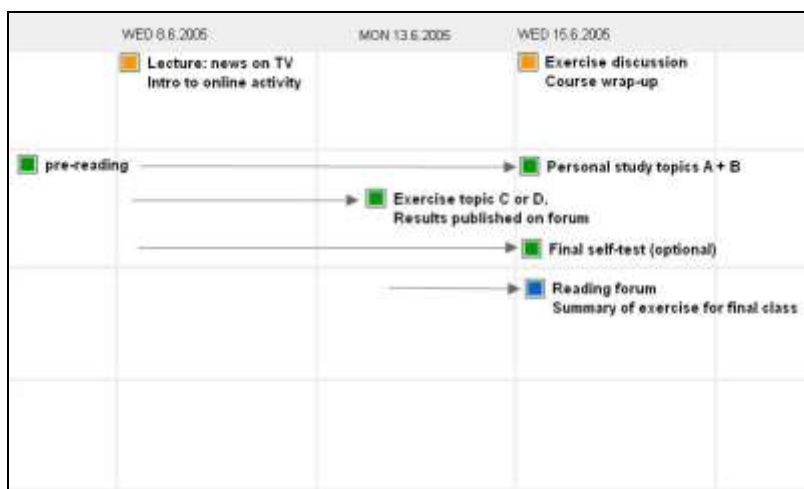 WED 8.6.2005
MON 13.6.2005
WED 15.6.2005
Lecture: news on TV
Intro to online activity
Exercise discussion
Course wrap-up
pre-reading
Personal study topics A + B
Exercise topic C or D.
Results published on forum
Final self-test (optional)
Reading forum
Summary of exercise for final class